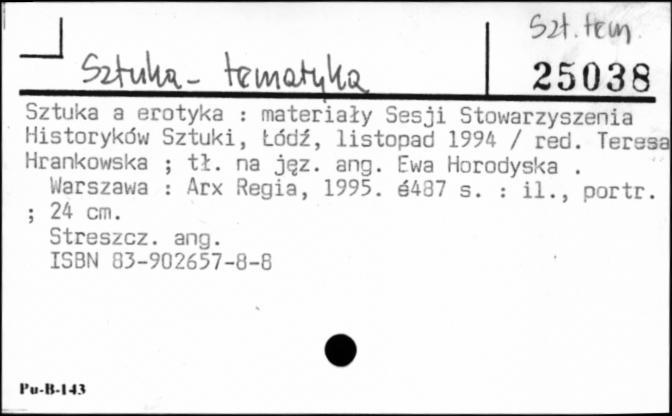 Szt. tem.
Sztuka – tematyka
25038
Sztuka a erotyka : materiały Sesji Stowarzyszenia
Historyków Sztuki, Łódź, listopad 1994 / red. Teresa
Hrankowska ; tł. na jęz. ang. Ewa Horodyska .
Warszawa : Arx Regia, 1995. 487 s. : il., portr.
; 24 cm.
Streszcz. ang.
ISBN 83-902657-8-8
Pu-B-143